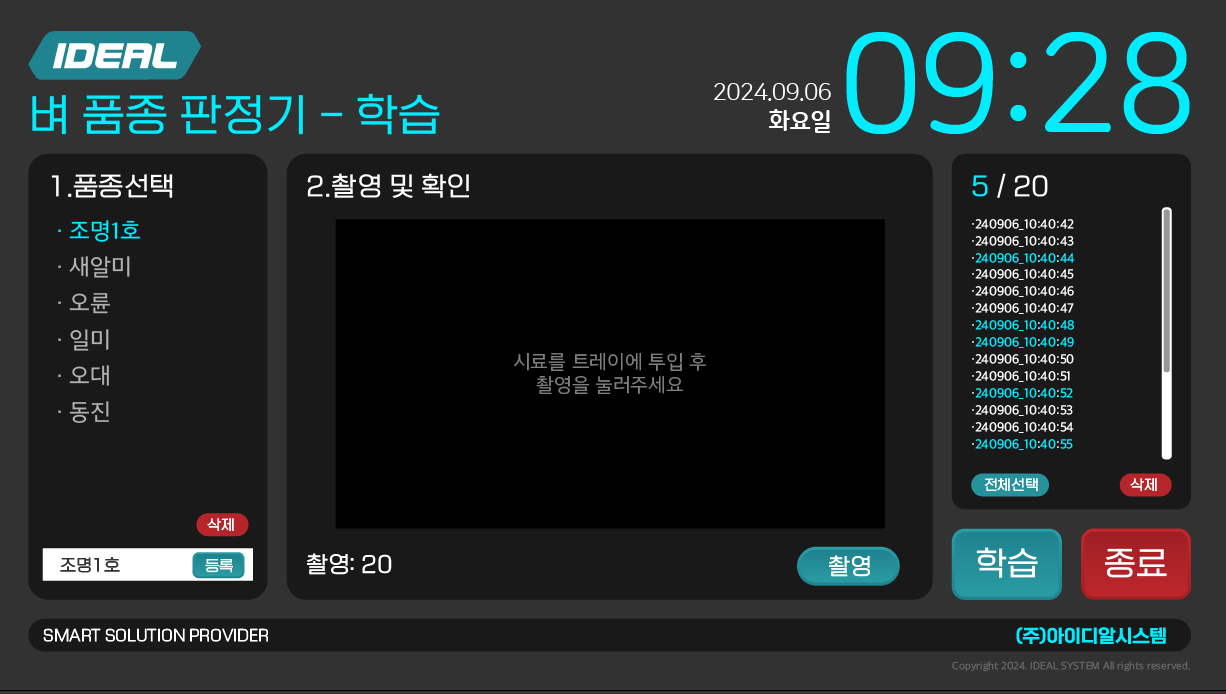 IDEAL
벼 품종 판정기 - 학습
2024.09.06
화요일
09:28
1.품종선택
· 조명1호
· 새알미
· 오륜
· 일미
· 오대
· 동진
삭제
조명1호
등록
2.촬영 및 확인
시료를 트레이에 투입 후
촬영을 눌러주세요
촬영: 20
촬영
5 / 20
·240906_10:40:42
·240906_10:40:43
·240906_10:40:44
·240906_10:40:45
·240906_10:40:46
·240906_10:40:47
·240906_10:40:48
·240906_10:40:49
·240906_10:40:50
·240906_10:40:51
·240906_10:40:52
·240906_10:40:53
·240906_10:40:54
·240906_10:40:55
전체선택
삭제
학습
종료
SMART SOLUTION PROVIDER
(주)아이디알시스템
Copyright 2024. IDEAL SYSTEM All rights reserved.